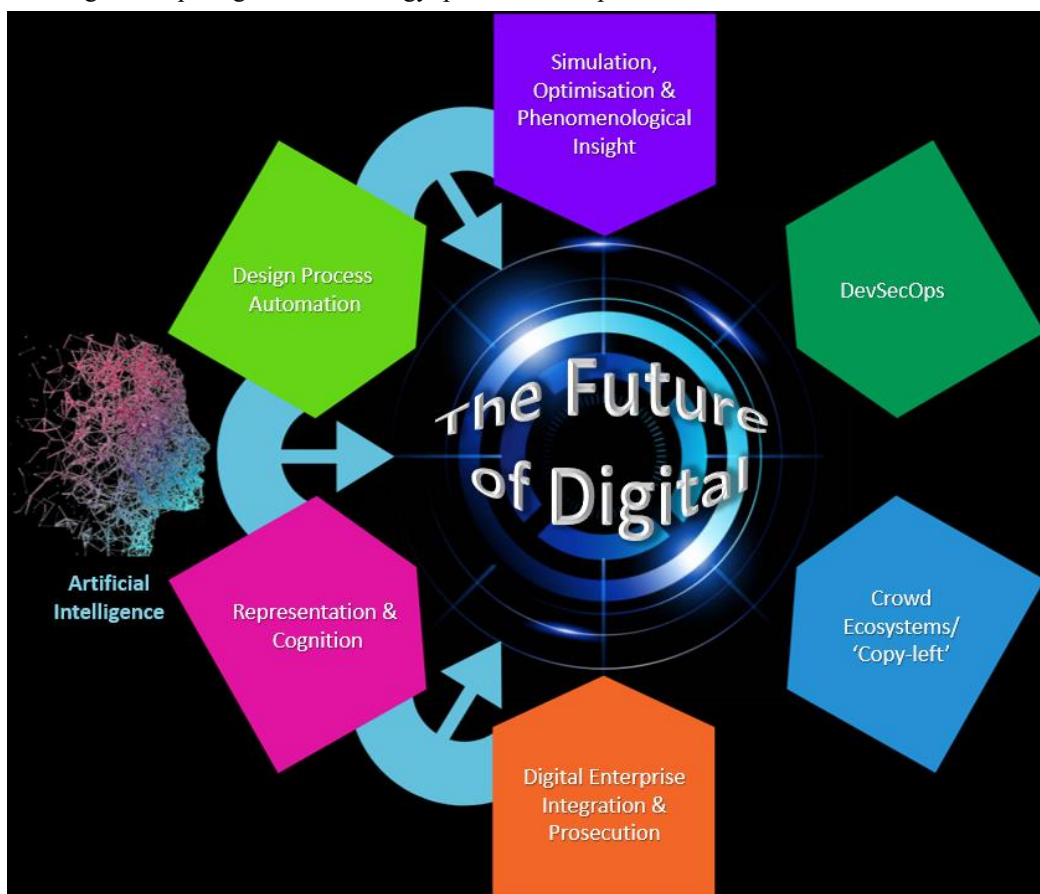 Simulation,
Optimisation &
Phenomenological
Insight
Design Process
Automation
DevSecOps
The Future
of Digital
Artificial
Intelligence
Representation &
Cognition
Crowd
Ecosystems/
‘Copy-left’
Digital Enterprise
Integration &
Prosecution